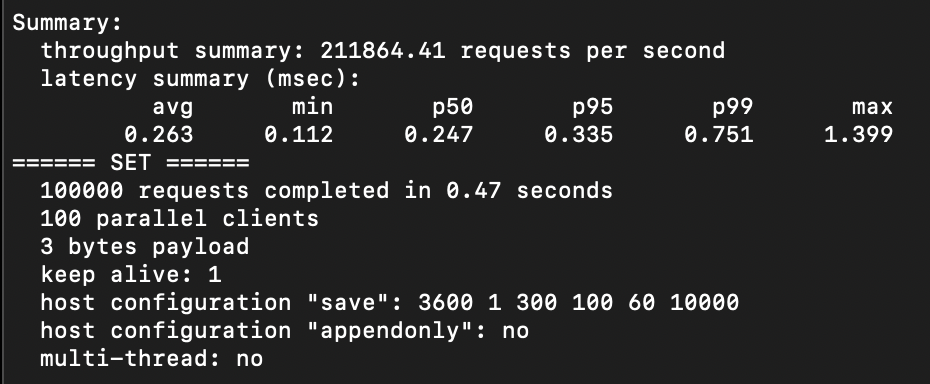 Summary:
throughput summary: 211864.41 requests per second
latency summary (msec):
avg min p50 p95 p99 max
0.263 0.112 0.247 0.335 0.751 1.399
====== SET ======
100000 requests completed in 0.47 seconds
100 parallel clients
3 bytes payload
keep alive: 1
host configuration "save": 3600 1 300 100 60 10000
host configuration "appendonly": no
multi-thread: no